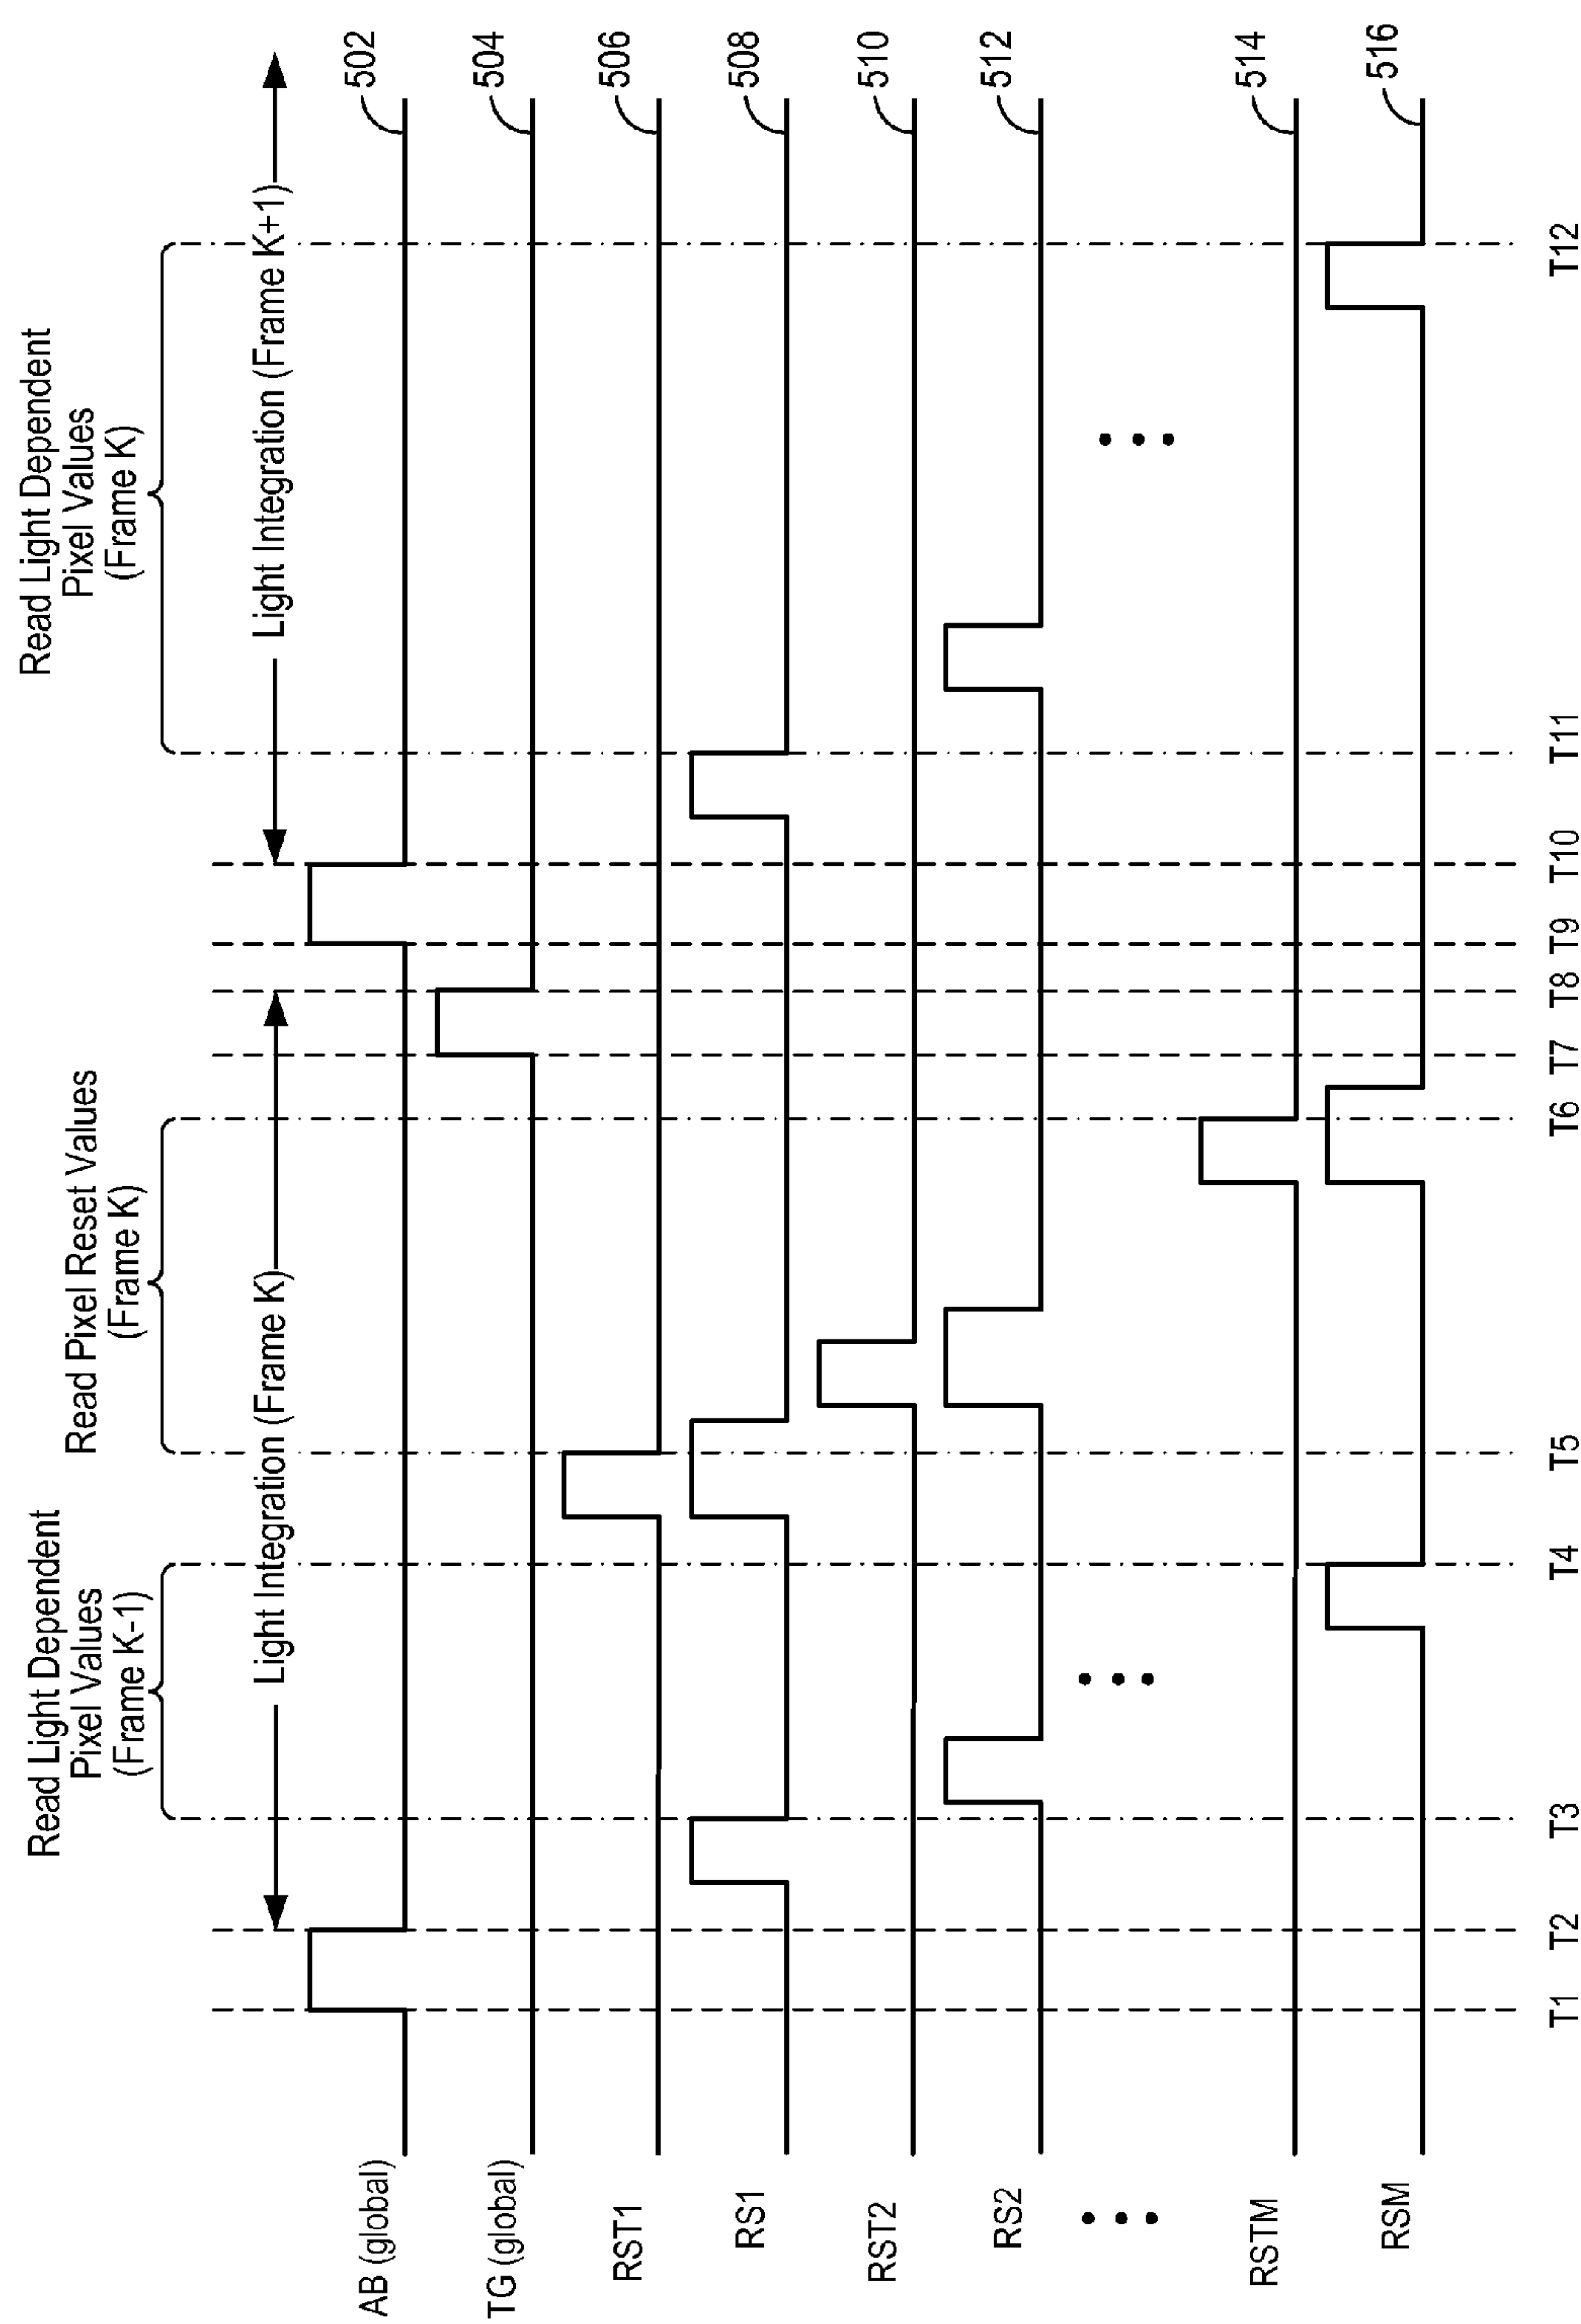 Read Light Dependent
Pixel Values
(Frame K-1)
Read Pixel Reset Values
(Frame K)
Read Light Dependent
Pixel Values
(Frame K)
Light Integration (Frame K)
Light Integration (Frame K+1)
AB (global)
502
TG (global)
504
RST1
506
RS1
508
RST2
510
RS2
512
RSTM
514
RSM
516
T1
T2
T3
T4
T5
T6
T7
T8
T9
T10
T11
T12